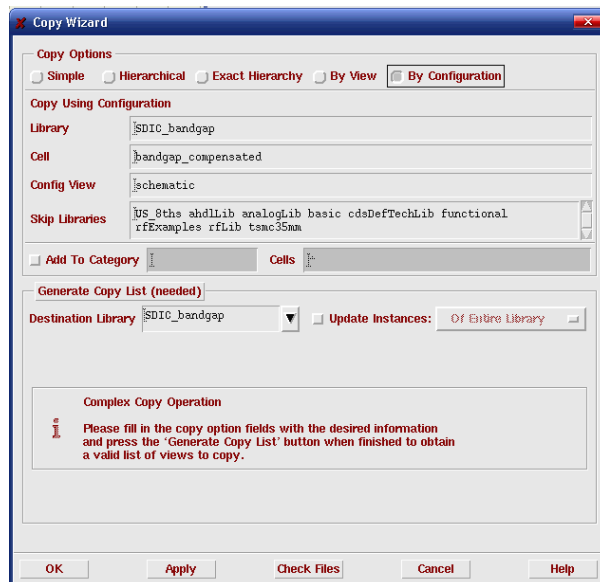 Copy Wizard
Copy Options
Simple Hierarchical Exact Hierarchy By View By Configuration
Copy Using Configuration
Library SDIC_bandgap
Cell bandgap_compensated
Config View schematic
Skip Libraries US_8ths ahdlLib analogLib basic cdsDefTechLib functional
rfExamples rfLib tsmc35mm
Add To Category Cells
Generate Copy List (needed)
Destination Library SDIC_bandgap Update Instances: Of Entire Library
Complex Copy Operation
Please fill in the copy option fields with the desired information
and press the 'Generate Copy List' button when finished to obtain
a valid list of views to copy.
OK Apply Check Files Cancel Help